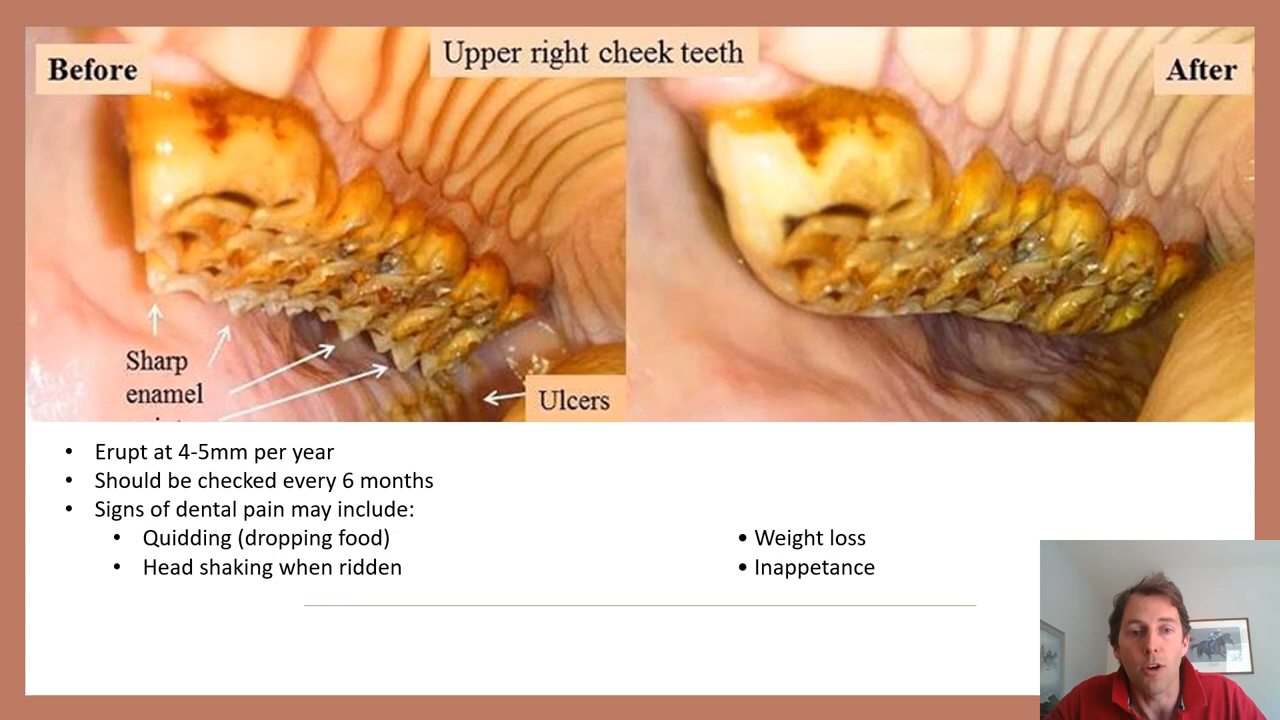 Before
Upper right cheek teeth
After
Sharp
enamel
Ulcers
• Erupt at 4-5mm per year
• Should be checked every 6 months
• Signs of dental pain may include:
• Quidding (dropping food)
• Head shaking when ridden
• Weight loss
• Inappetance